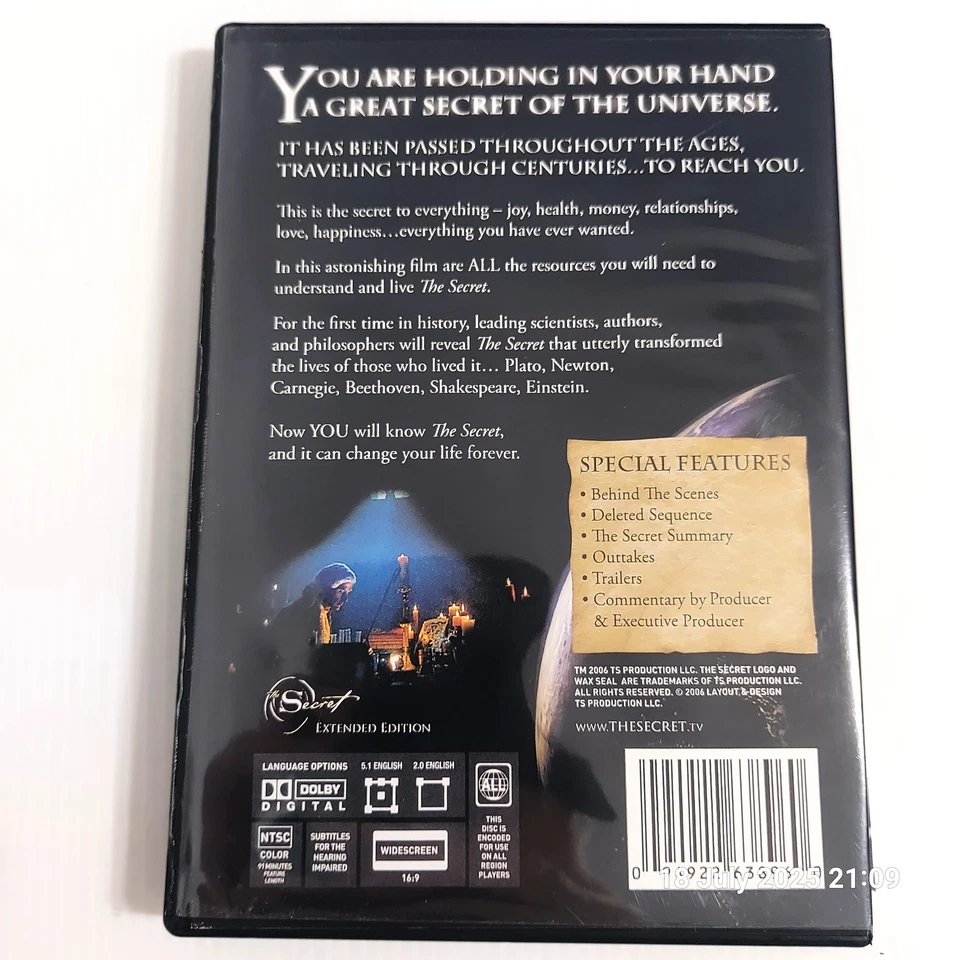 YOU ARE HOLDING IN YOUR HAND
A GREAT SECRET OF THE UNIVERSE.
IT HAS BEEN PASSED THROUGHOUT THE AGES,
TRAVELING THROUGH CENTURIES...TO REACH YOU.
This is the secret to everything – joy, health, money, relationships,
love, happiness...everything you have ever wanted.
In this astonishing film are ALL the resources you will need to
understand and live The Secret.
For the first time in history, leading scientists, authors,
and philosophers will reveal The Secret that utterly transformed
the lives of those who lived it... Plato, Newton,
Carnegie, Beethoven, Shakespeare, Einstein.
Now YOU will know The Secret,
and it can change your life forever.
SPECIAL FEATURES
• Behind The Scenes
• Deleted Sequence
• The Secret Summary
• Outtakes
• Trailers
• Commentary by Producer
& Executive Producer
TM 2006 TS PRODUCTION LLC. THE SECRET LOGO AND
WAX SEAL ARE TRADEMARKS OF TS PRODUCTION LLC.
ALL RIGHTS RESERVED. © 2006 LAYOUT & DESIGN
TS PRODUCTION LLC.
WWW.THESECRET.TV
The Secret
EXTENDED EDITION
LANGUAGE OPTIONS
5.1 ENGLISH
2.0 ENGLISH
DOLBY
DIGITAL
ALL
THIS
DISC IS
ENCODED
FOR USE
ON ALL
REGION
PLAYERS
NTSC
COLOR
91 MINUTES
FEATURE
LENGTH
SUBTITLES
FOR THE
HEARING
IMPAIRED
WIDESCREEN
16:9
18 July 2025 21:09